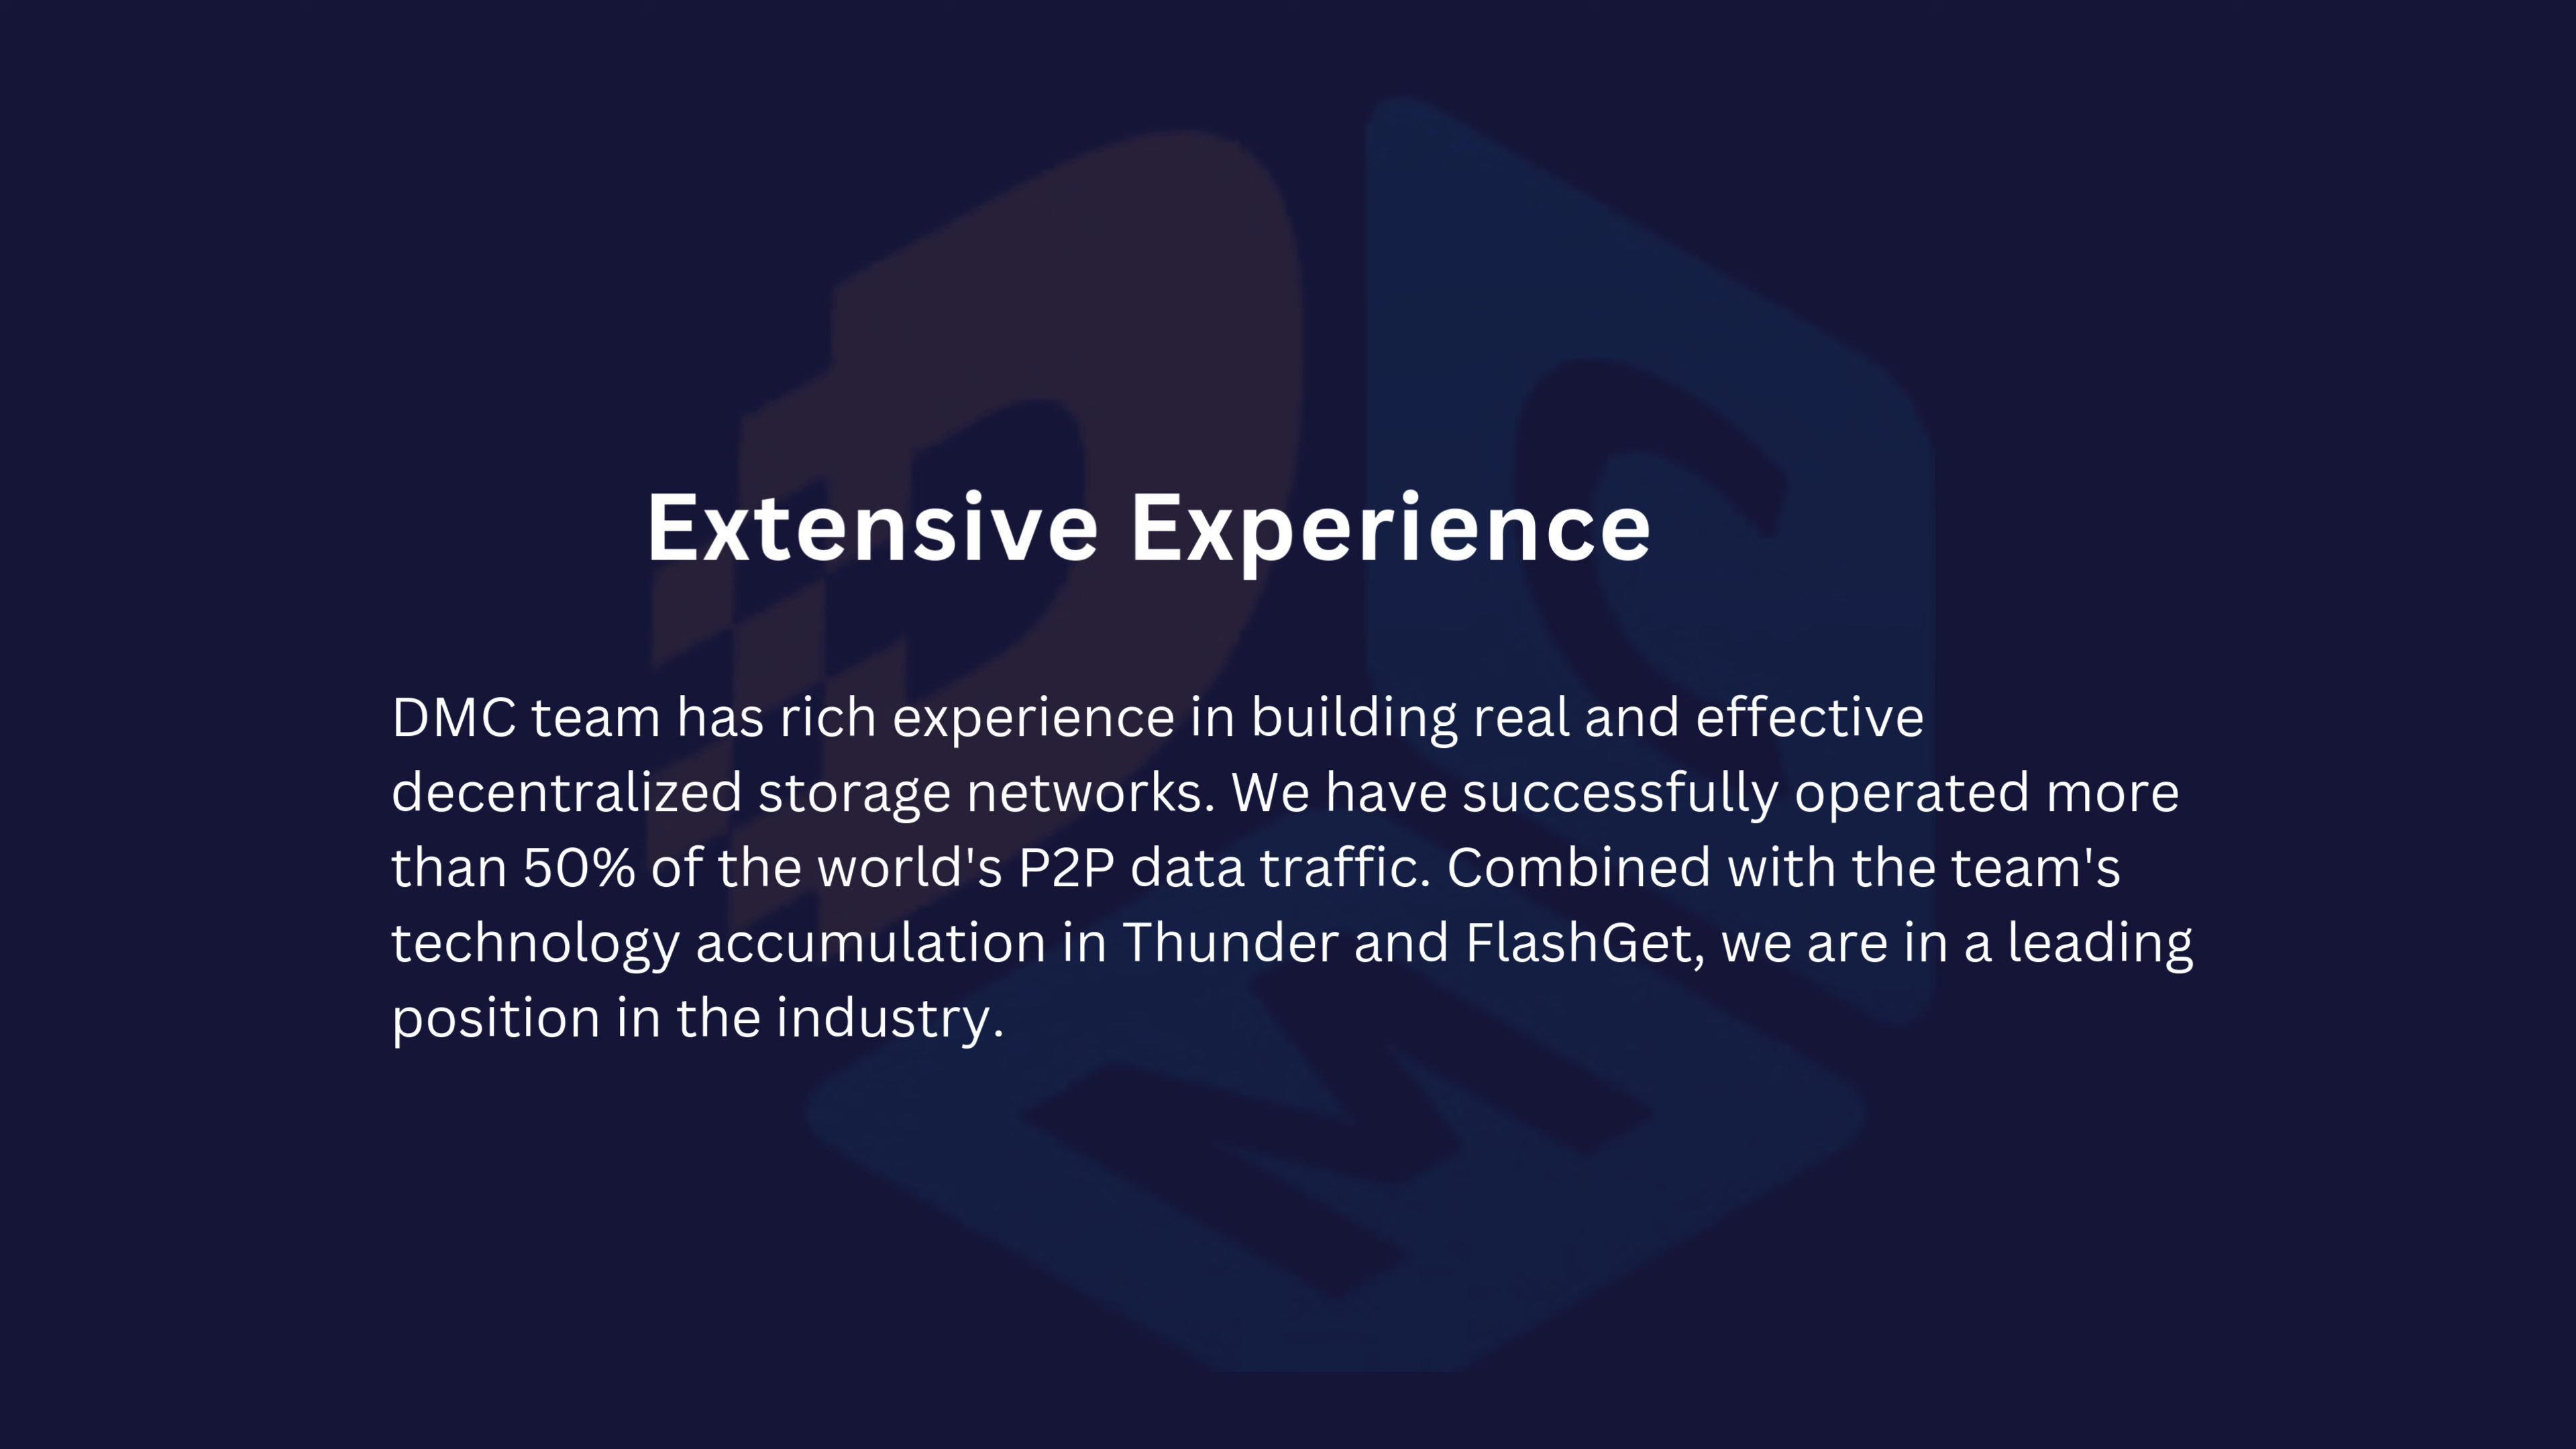 Extensive Experience
DMC team has rich experience in building real and effective
decentralized storage networks. We have successfully operated more
than 50% of the world's P2P data traffic. Combined with the team's
technology accumulation in Thunder and FlashGet, we are in a leading
position in the industry.